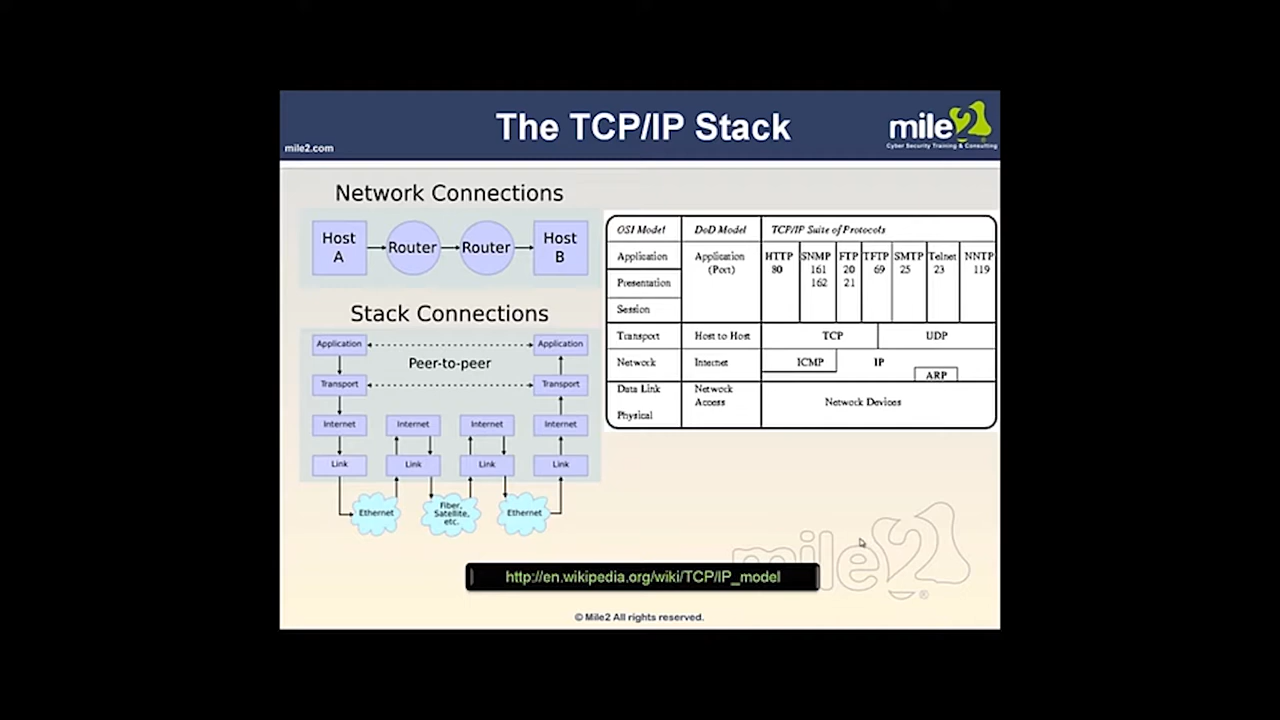 The TCP/IP Stack
mile2
Cyber Security Training & Consulting
mile2.com
Network Connections
Host
A
Router
Router
Host
B
Stack Connections
Application
Application
Peer-to-peer
Transport
Transport
Internet
Internet
Internet
Internet
Link
Link
Link
Link
Ethernet
Fiber,
Satellite,
etc.
Ethernet
OSI Model DoD Model TCP/IP Suite of Protocols
Application Application HTTP SNMP FTP TFTP SMTP Telnet NNTP
(Port) 80 161 20 69 25 23 119
Presentation 162 21
Session
Transport Host to Host TCP UDP
Network Internet ICMP IP
ARP
Data Link Network
Access Network Devices
Physical
mile2
®
http://en.wikipedia.org/wiki/TCP/IP_model
© Mile2 All rights reserved.